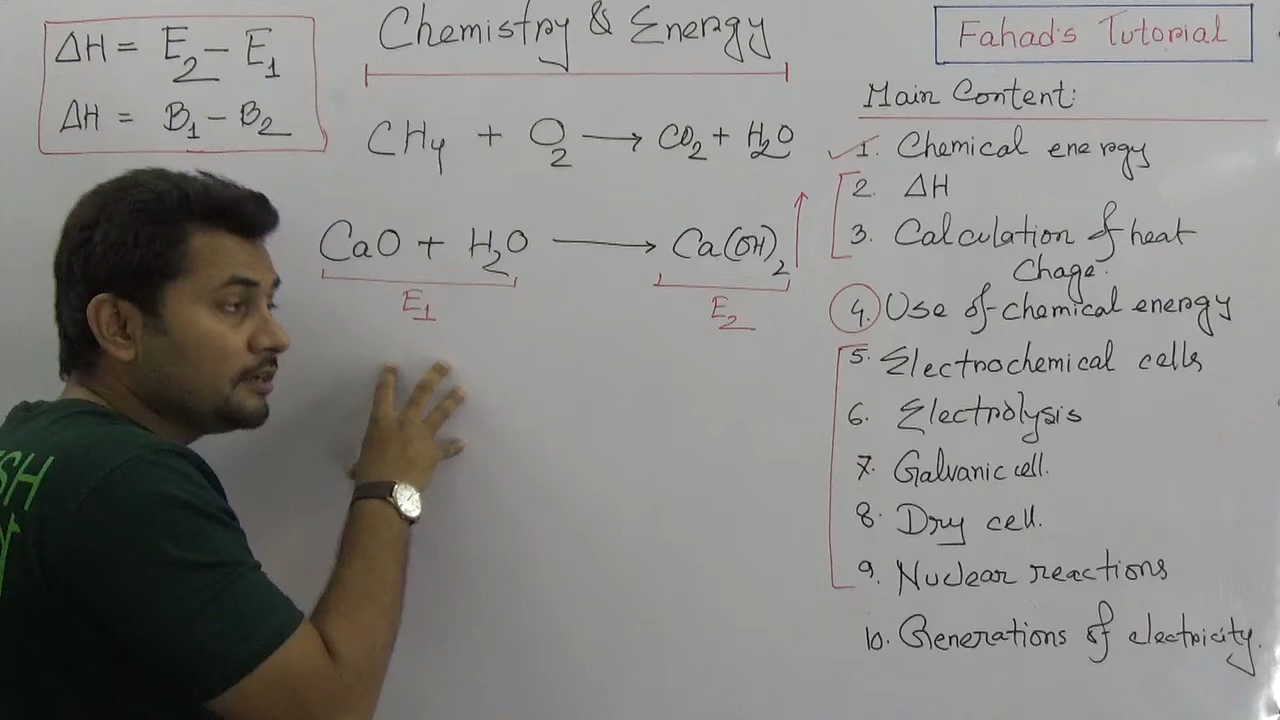 ΔH = E₂ – E₁
ΔH = B₁ – B₂
Chemistry & Energy
CH₄ + O₂ → CO₂ + H₂O
CaO + H₂O → Ca(OH)₂ ↑
E₁ E₂
Fahad's Tutorial
Main Content:
✓1. Chemical energy
2. ΔH
3. Calculation of heat
Chage.
4. Use of chemical energy
5. Electrochemical cells
6. Electrolysis
7. Galvanic cell.
8. Dry cell.
9. Nuclear reactions
10. Generations of electricity.
SH